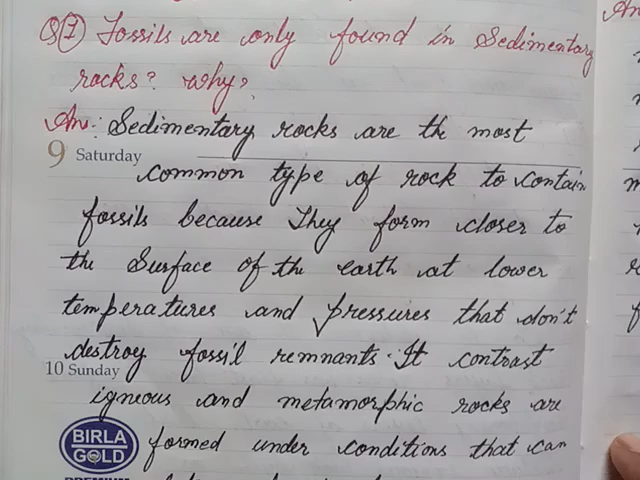 Q(7) Fossils are only found in Sedimentary
rocks? why?
An: Sedimentary rocks are the most
9 Saturday
common type of rock to contain
fossils because They form closer to
the Surface of the earth at lower
temperatures and pressures that don't
destroy fossil remnants. It contrast
10 Sunday
igneous and metamorphic rocks are
BIRLA
GOLD
formed under conditions that can
An